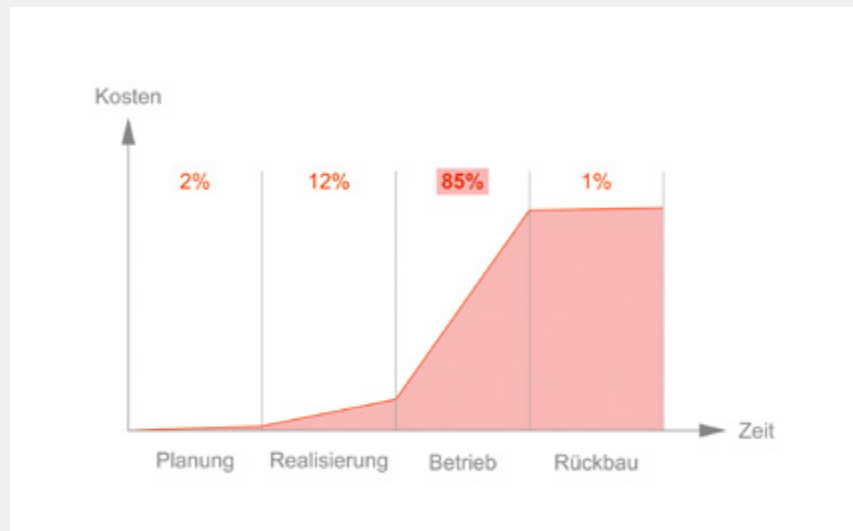 Kosten
2% 12% 85% 1%
Zeit
Planung Realisierung Betrieb Rückbau